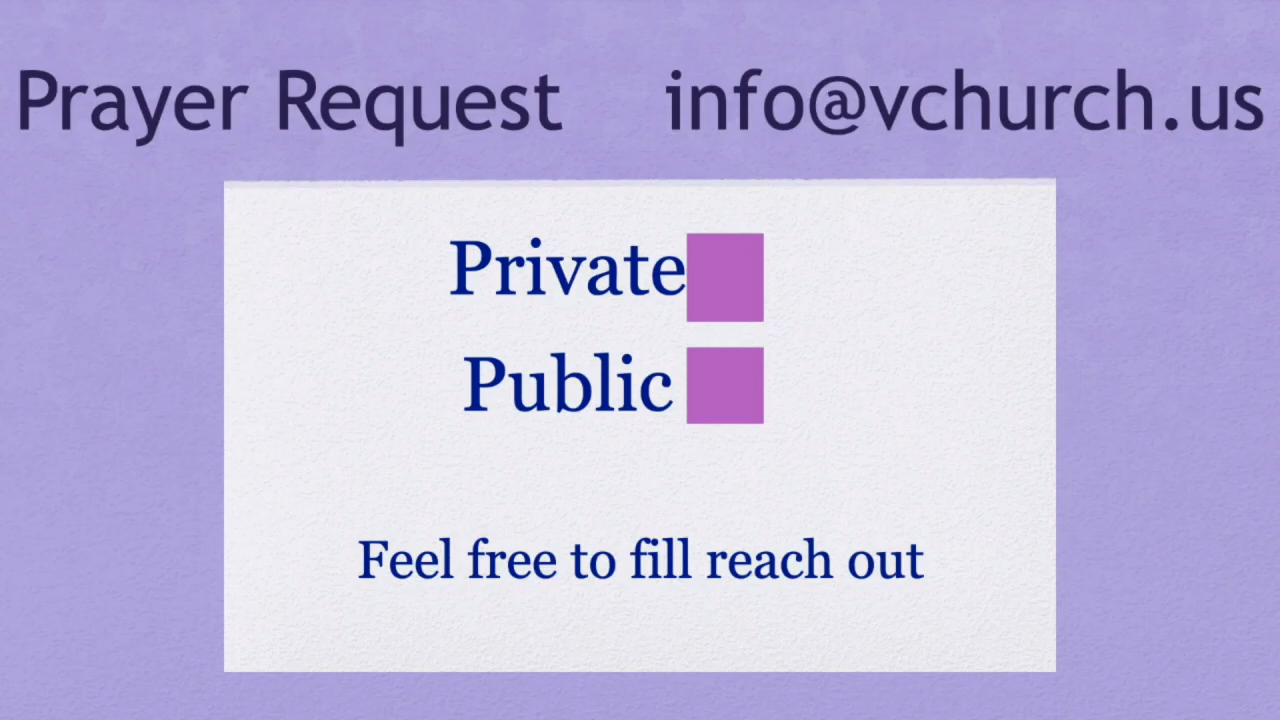 Prayer Request info@vchurch.us
Private
Public
Feel free to fill reach out